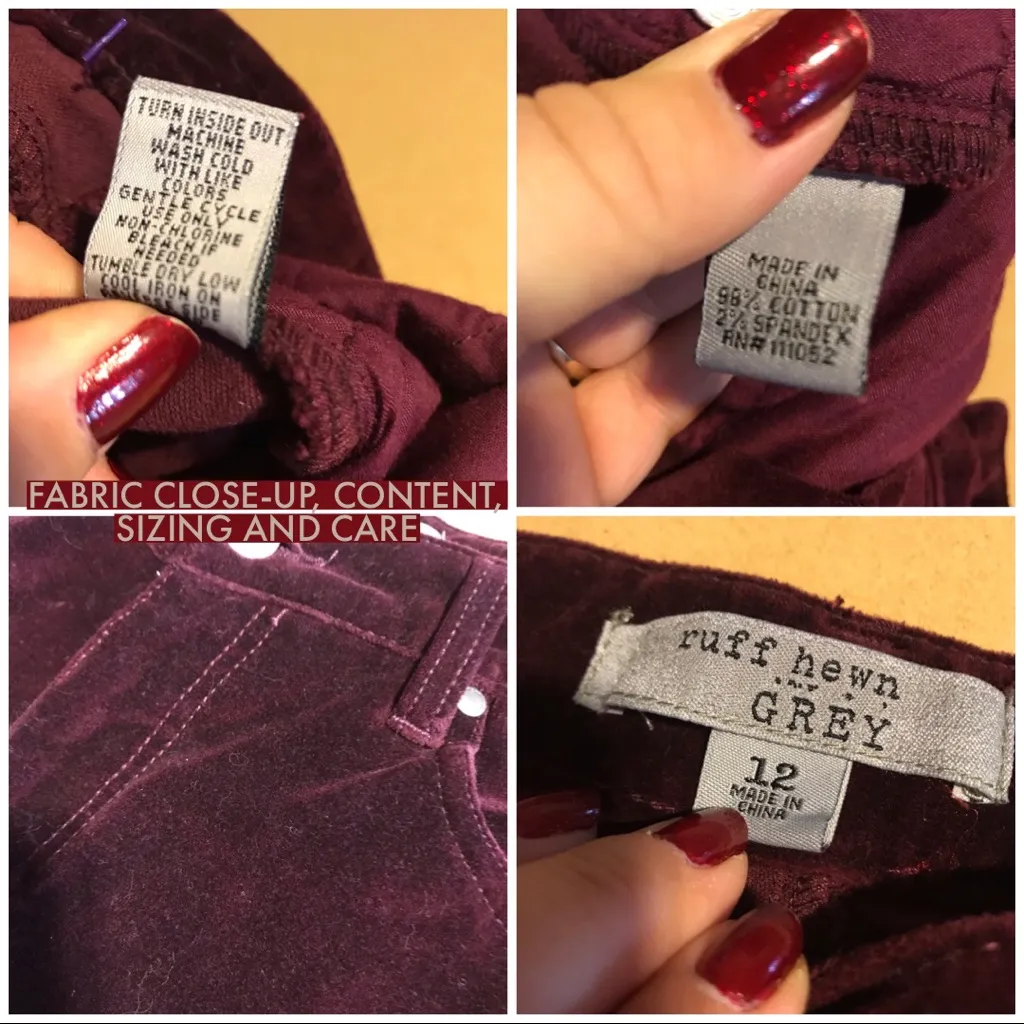 TURN INSIDE OUT
MACHINE
WASH COLD
WITH LIKE
COLORS
GENTLE CYCLE
USE ONLY
NON-CHLORINE
BLEACH IF
NEEDED
TUMBLE DRY LOW
COOL IRON ON
SIDE
MADE IN
CHINA
98% COTTON
2% SPANDEX
RN# 111052
FABRIC CLOSE-UP, CONTENT,
SIZING AND CARE
ruff hewn
GREY
12
MADE IN
CHINA